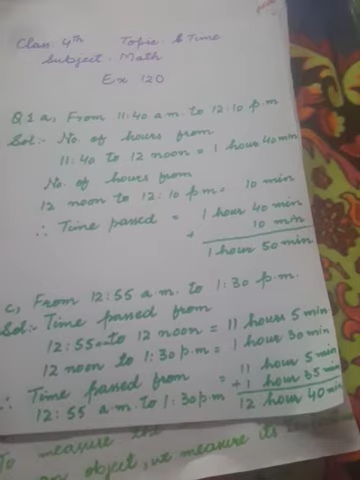 Class: 4th Topic: 6 Time
Subject: Math
Ex 120
Q1 a, From 11:40 a.m. to 12:10 p.m
Sol:- No. of hours from
11:40 to 12 noon = 1 hour 40 min
No. of hours from
12 noon to 12:10 p.m = 10 min
∴ Time passed = 1 hour 40 min
+ 10 min
1 hour 50 min
c, From 12:55 a.m. to 1:30 p.m.
Sol:- Time passed from
12:55 to 12 noon = 11 hours 5 min
12 noon to 1:30 p.m = 1 hour 30 min
∴ Time passed from = 11 hour 5 min
12:55 a.m. to 1:30 p.m + 1 hour 35 min
12 hour 40 min
To measure the
an object, we measure its